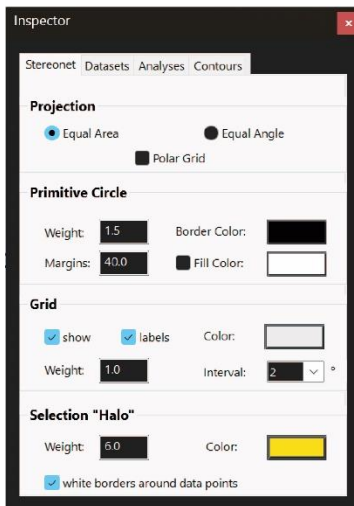 Inspector
Stereonet Datasets Analyses Contours
Projection
Equal Area Equal Angle
Polar Grid
Primitive Circle
Weight: 1.5 Border Color:
Margins: 40.0 Fill Color:
Grid
show labels Color:
Weight: 1.0 Interval: 2 °
Selection "Halo"
Weight: 6.0 Color:
white borders around data points